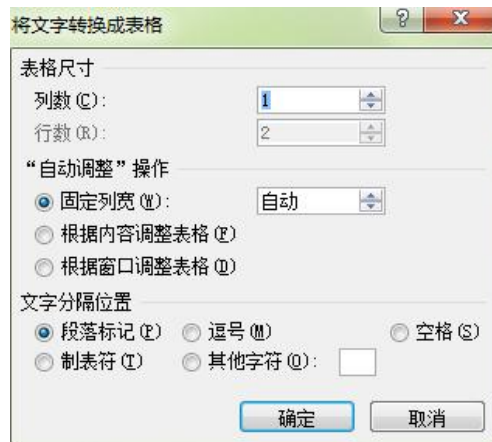 将文字转换成表格
表格尺寸
列数(C): 1
行数(R): 2
“自动调整”操作
固定列宽(W): 自动
根据内容调整表格(F)
根据窗口调整表格(D)
文字分隔位置
段落标记(P) 逗号(M) 空格(S)
制表符(T) 其他字符(O):
确定 取消